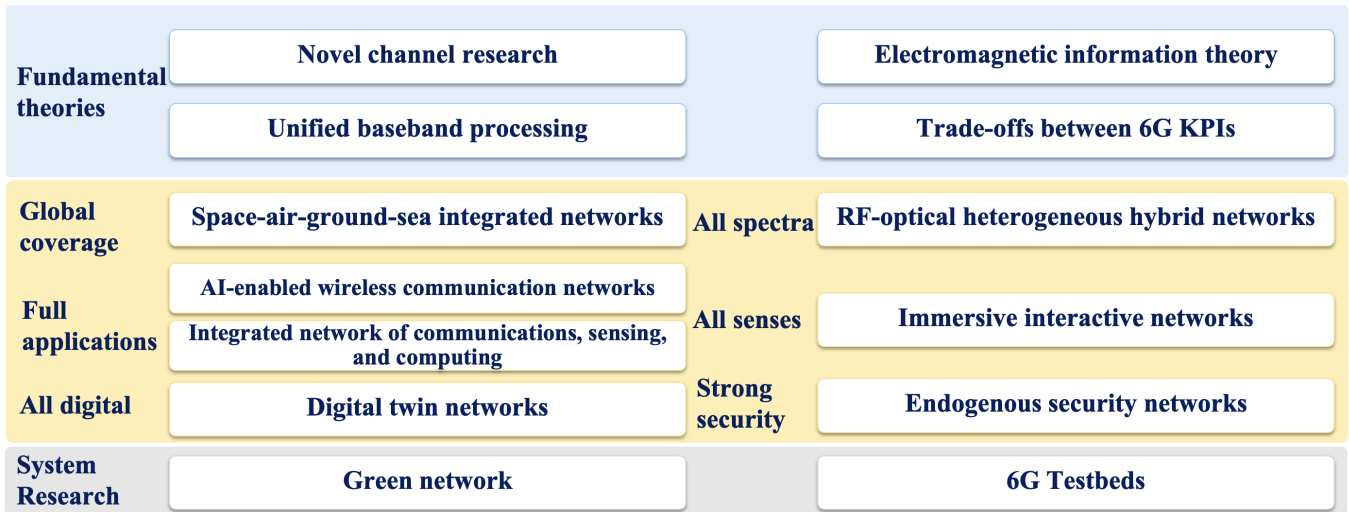 Fundamental
theories
Novel channel research
Electromagnetic information theory
Unified baseband processing
Trade-offs between 6G KPIs
Global
coverage
Space-air-ground-sea integrated networks
All spectra
RF-optical heterogeneous hybrid networks
Full
applications
AI-enabled wireless communication networks
Integrated network of communications, sensing,
and computing
All senses
Immersive interactive networks
All digital
Digital twin networks
Strong
security
Endogenous security networks
System
Research
Green network
6G Testbeds